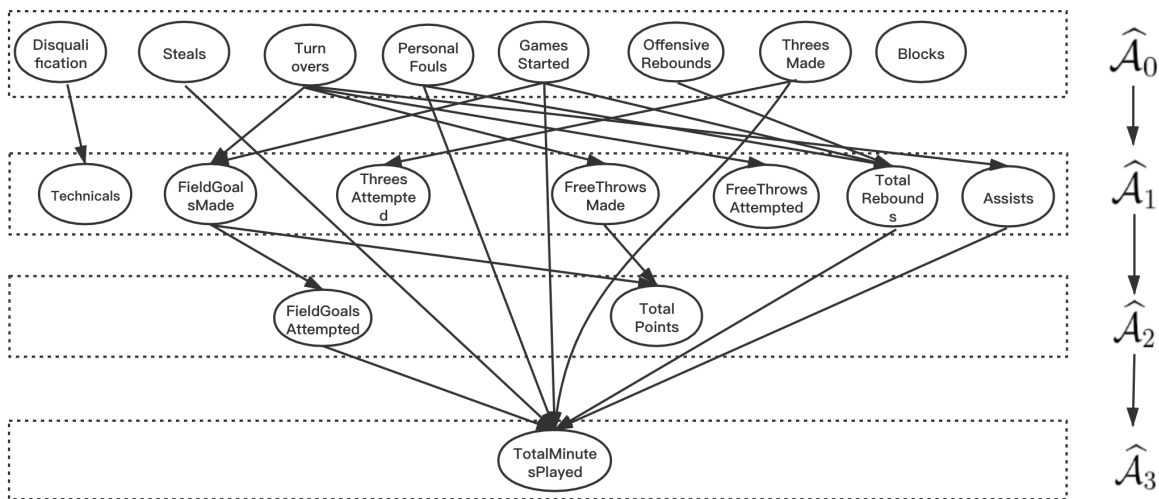 Disquali
fication
Steals
Turn
overs
Personal
Fouls
Games
Started
Offensive
Rebounds
Threes
Made
Blocks
𝒜̂₀
Technicals
FieldGoal
sMade
Threes
Attempte
d
FreeThrows
Made
FreeThrows
Attempted
Total
Rebound
s
Assists
𝒜̂₁
FieldGoals
Attempted
Total
Points
𝒜̂₂
TotalMinute
sPlayed
𝒜̂₃